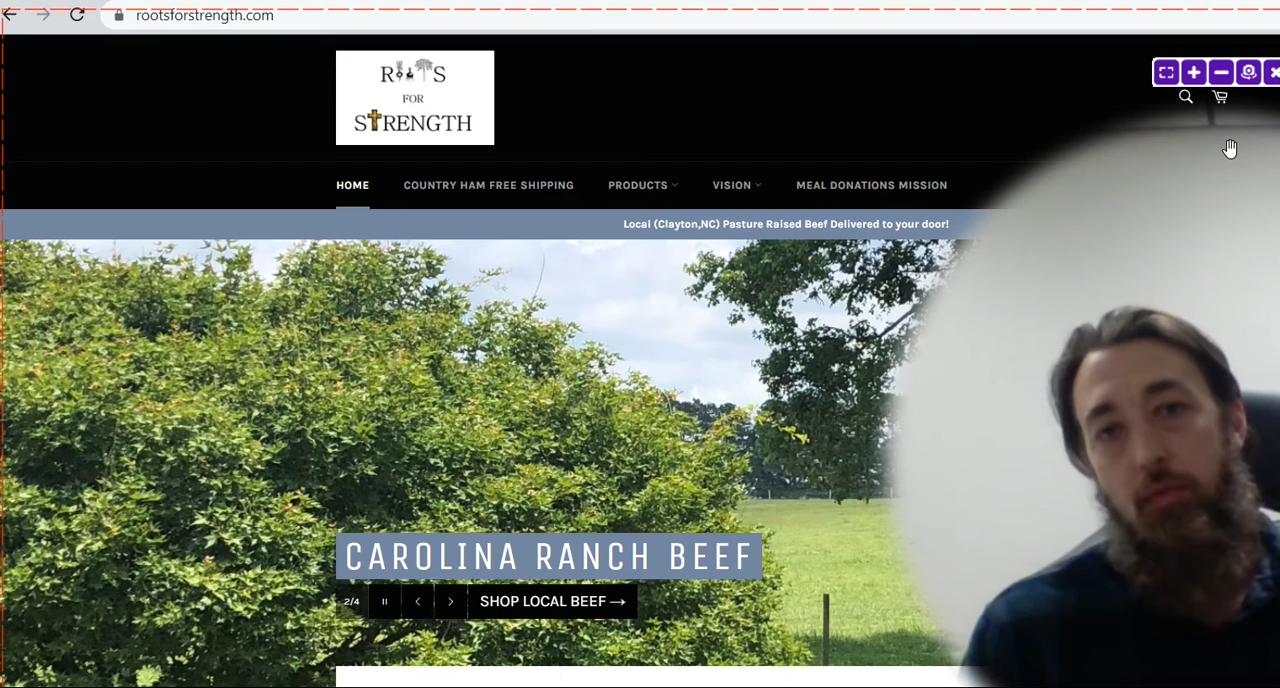 rootsforstrength.com
ROOTS
FOR
STRENGTH
HOME COUNTRY HAM FREE SHIPPING PRODUCTS VISION MEAL DONATIONS MISSION
Local (Clayton,NC) Pasture Raised Beef Delivered to your door!
CAROLINA RANCH BEEF
2/4 SHOP LOCAL BEEF →